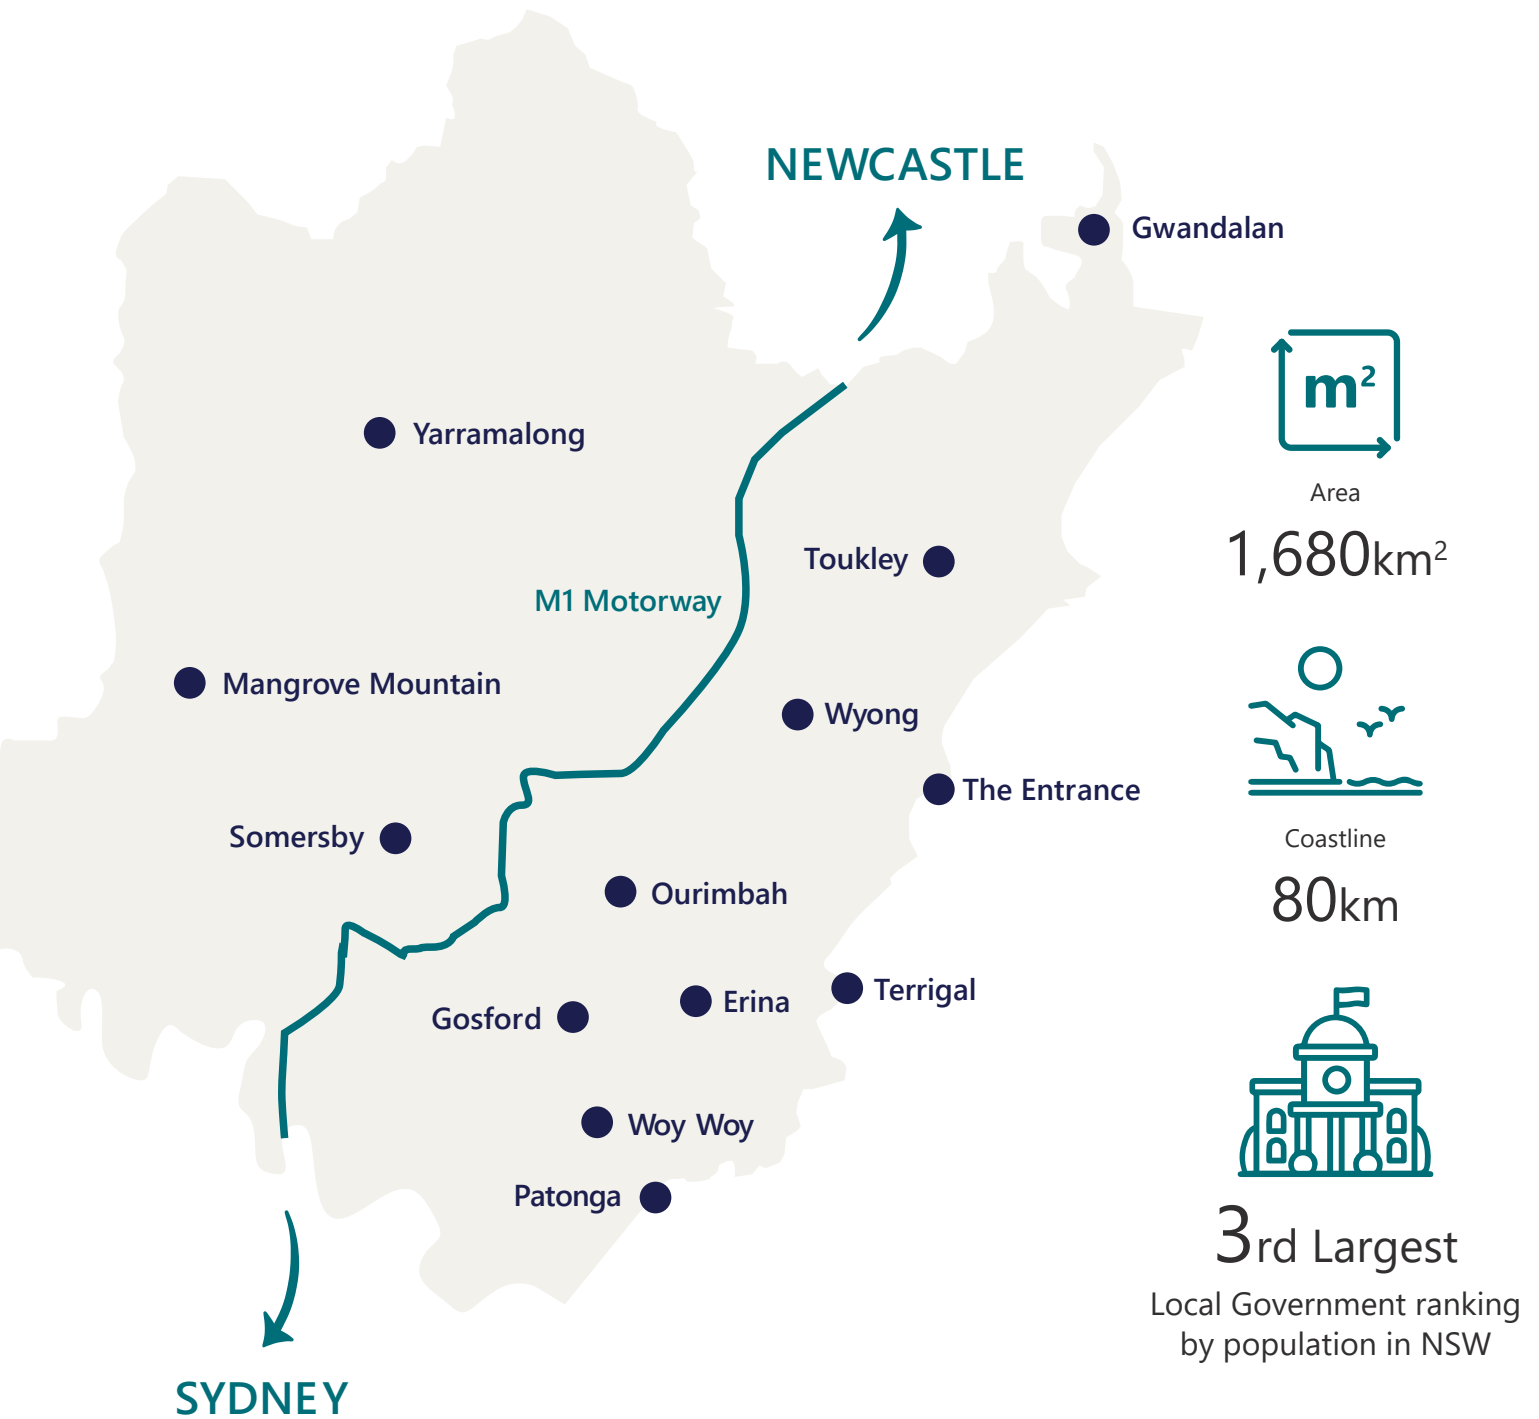 NEWCASTLE
Gwandalan
Yarramalong
Toukley
M1 Motorway
Mangrove Mountain
Wyong
The Entrance
Somersby
Ourimbah
Terrigal
Erina
Gosford
Woy Woy
Patonga
SYDNEY
m²
Area
1,680km²
Coastline
80km
3rd Largest
Local Government ranking
by population in NSW